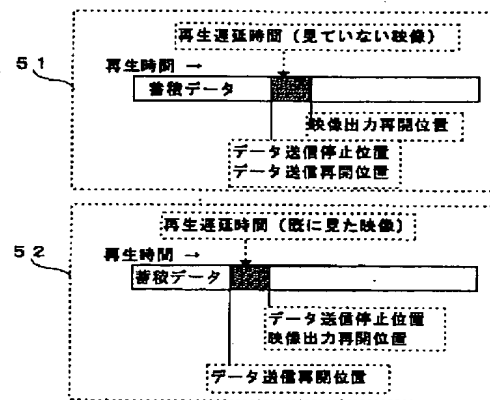 再生遅延時間（見ていない映像）
51
再生時間 →
蓄積データ
映像出力再開位置
データ送信停止位置
データ送信再開位置
再生遅延時間（既に見た映像）
52
再生時間 →
蓄積データ
データ送信停止位置
映像出力再開位置
データ送信再開位置